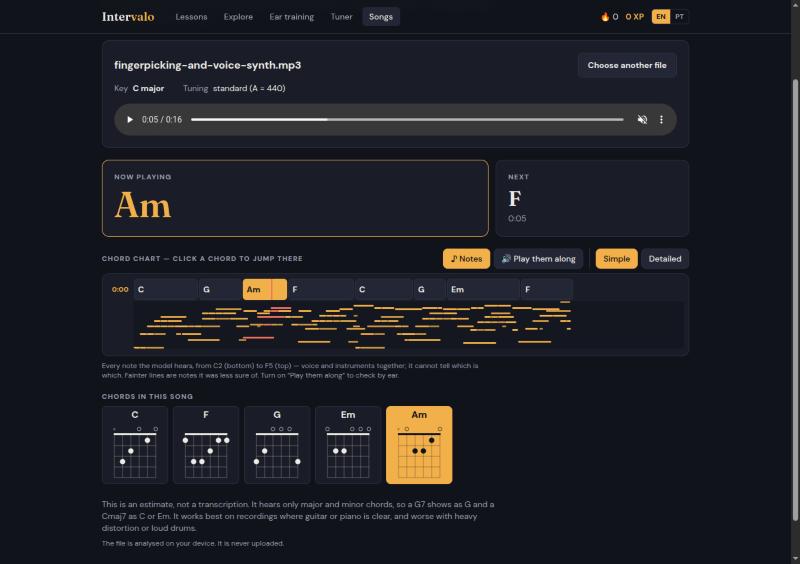 Intervalo Lessons Explore Ear training Tuner Songs 🔥 0 0 XP EN PT
fingerpicking-and-voice-synth.mp3 Choose another file
Key C major Tuning standard (A = 440)
0:05 / 0:16
NOW PLAYING
Am
NEXT
F
0:05
CHORD CHART — CLICK A CHORD TO JUMP THERE ♪ Notes 🔊 Play them along Simple Detailed
0:00 C G Am F C G Em F
Every note the model hears, from C2 (bottom) to F5 (top) — voice and instruments together; it cannot tell which is
which. Fainter lines are notes it was less sure of. Turn on "Play them along" to check by ear.
CHORDS IN THIS SONG
C F G Em Am
This is an estimate, not a transcription. It hears only major and minor chords, so a G7 shows as G and a
Cmaj7 as C or Em. It works best on recordings where guitar or piano is clear, and worse with heavy
distortion or loud drums.
The file is analysed on your device. It is never uploaded.